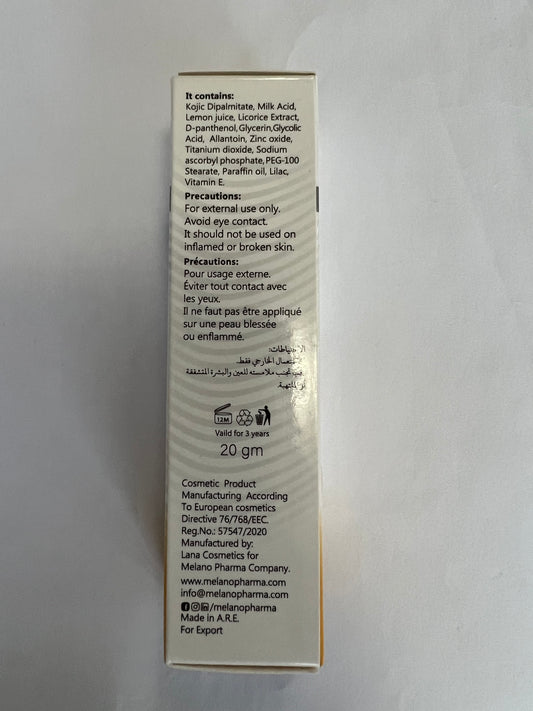 It contains:
Kojic Dipalmitate, Milk Acid,
Lemon juice, Licorice Extract,
D-panthenol,Glycerin,Glycolic
Acid, Allantoin, Zinc oxide,
Titanium dioxide, Sodium
ascorbyl phosphate,PEG-100
Stearate, Paraffin oil, Lilac,
Vitamin E.
Precautions:
For external use only.
Avoid eye contact.
It should not be used on
inflamed or broken skin.
Précautions:
Pour usage externe.
Éviter tout contact avec
les yeux.
Il ne faut pas être appliqué
sur une peau blessée
ou enflammé.
الخارجي فقط.
تجنب ملامسته للعين والبشرة المتشققة
12M
Vaild for 3 years
20 gm
Cosmetic Product
Manufacturing According
To European cosmetics
Directive 76/768/EEC.
Reg.No.: 57547/2020
Manufactured by:
Lana Cosmetics for
Melano Pharma Company.
www.melanopharma.com
info@melanopharma.com
/melanopharma
Made in A.R.E.
For Export